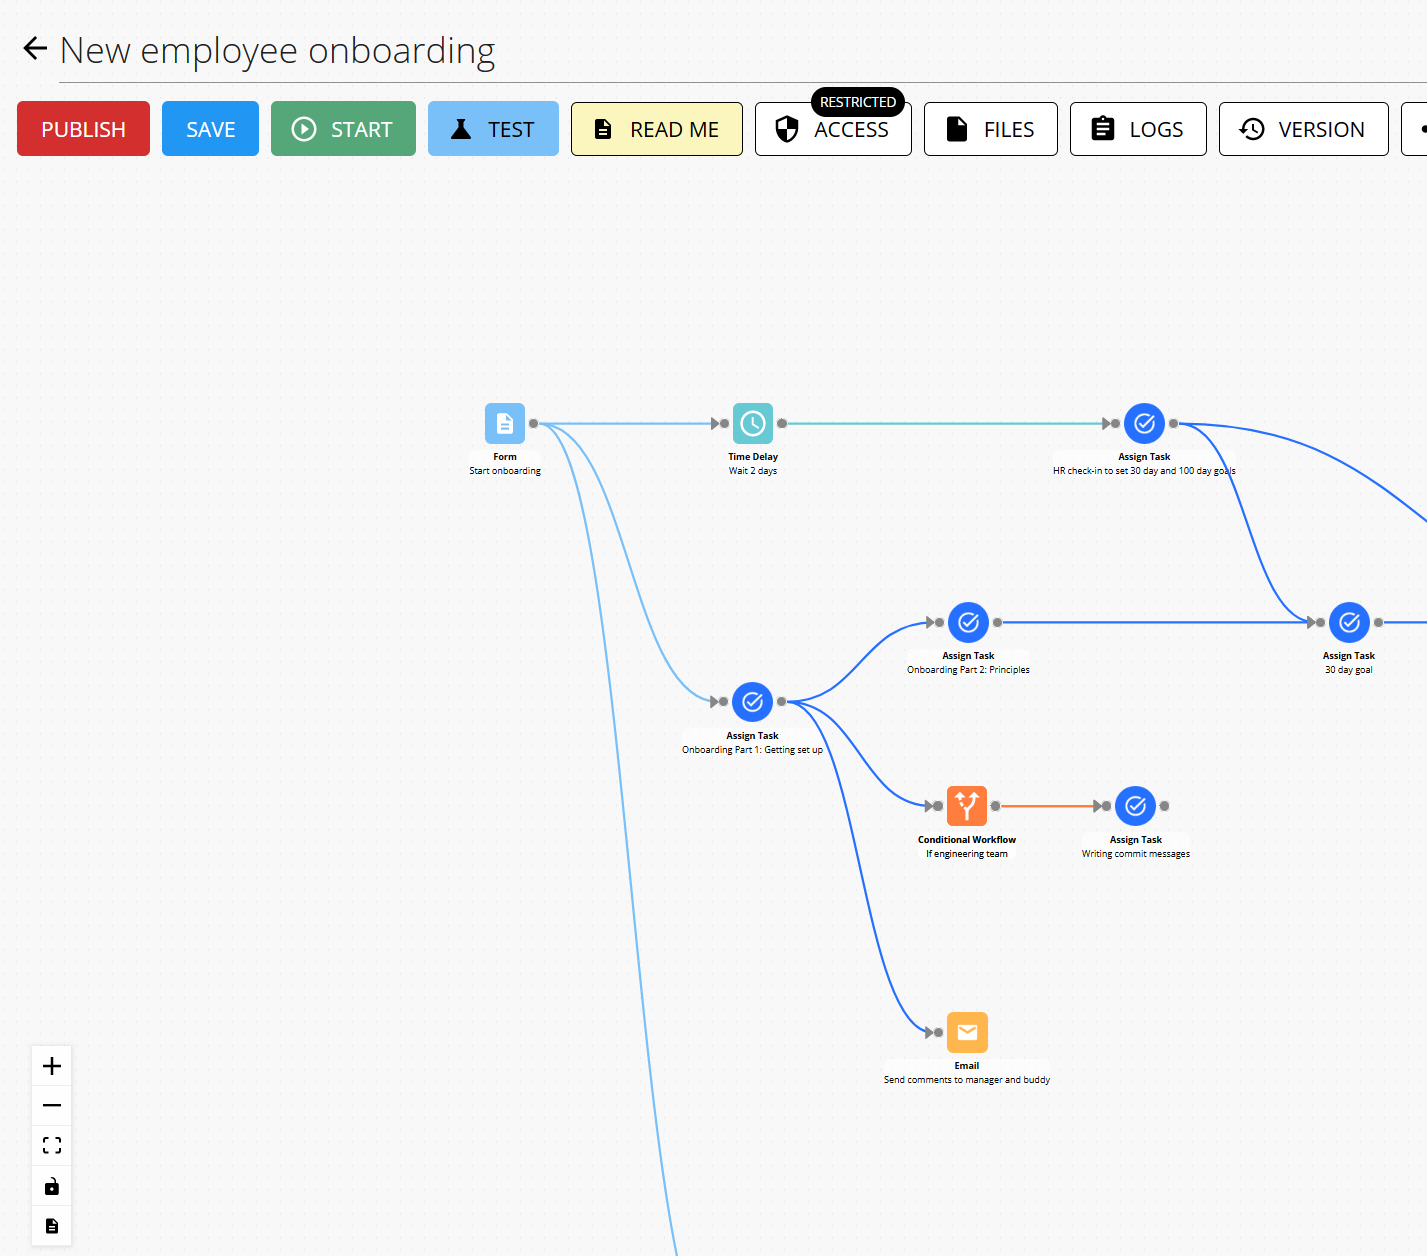 New employee onboarding
RESTRICTED
PUBLISH SAVE START TEST READ ME ACCESS FILES LOGS VERSION
Form
Start onboarding
Time Delay
Wait 2 days
Assign Task
HR check-in to set 30 day and 100 day goals
Assign Task
Onboarding Part 2: Principles
Assign Task
30 day goal
Assign Task
Onboarding Part 1: Getting set up
Conditional Workflow
If engineering team
Assign Task
Writing commit messages
Email
Send comments to manager and buddy